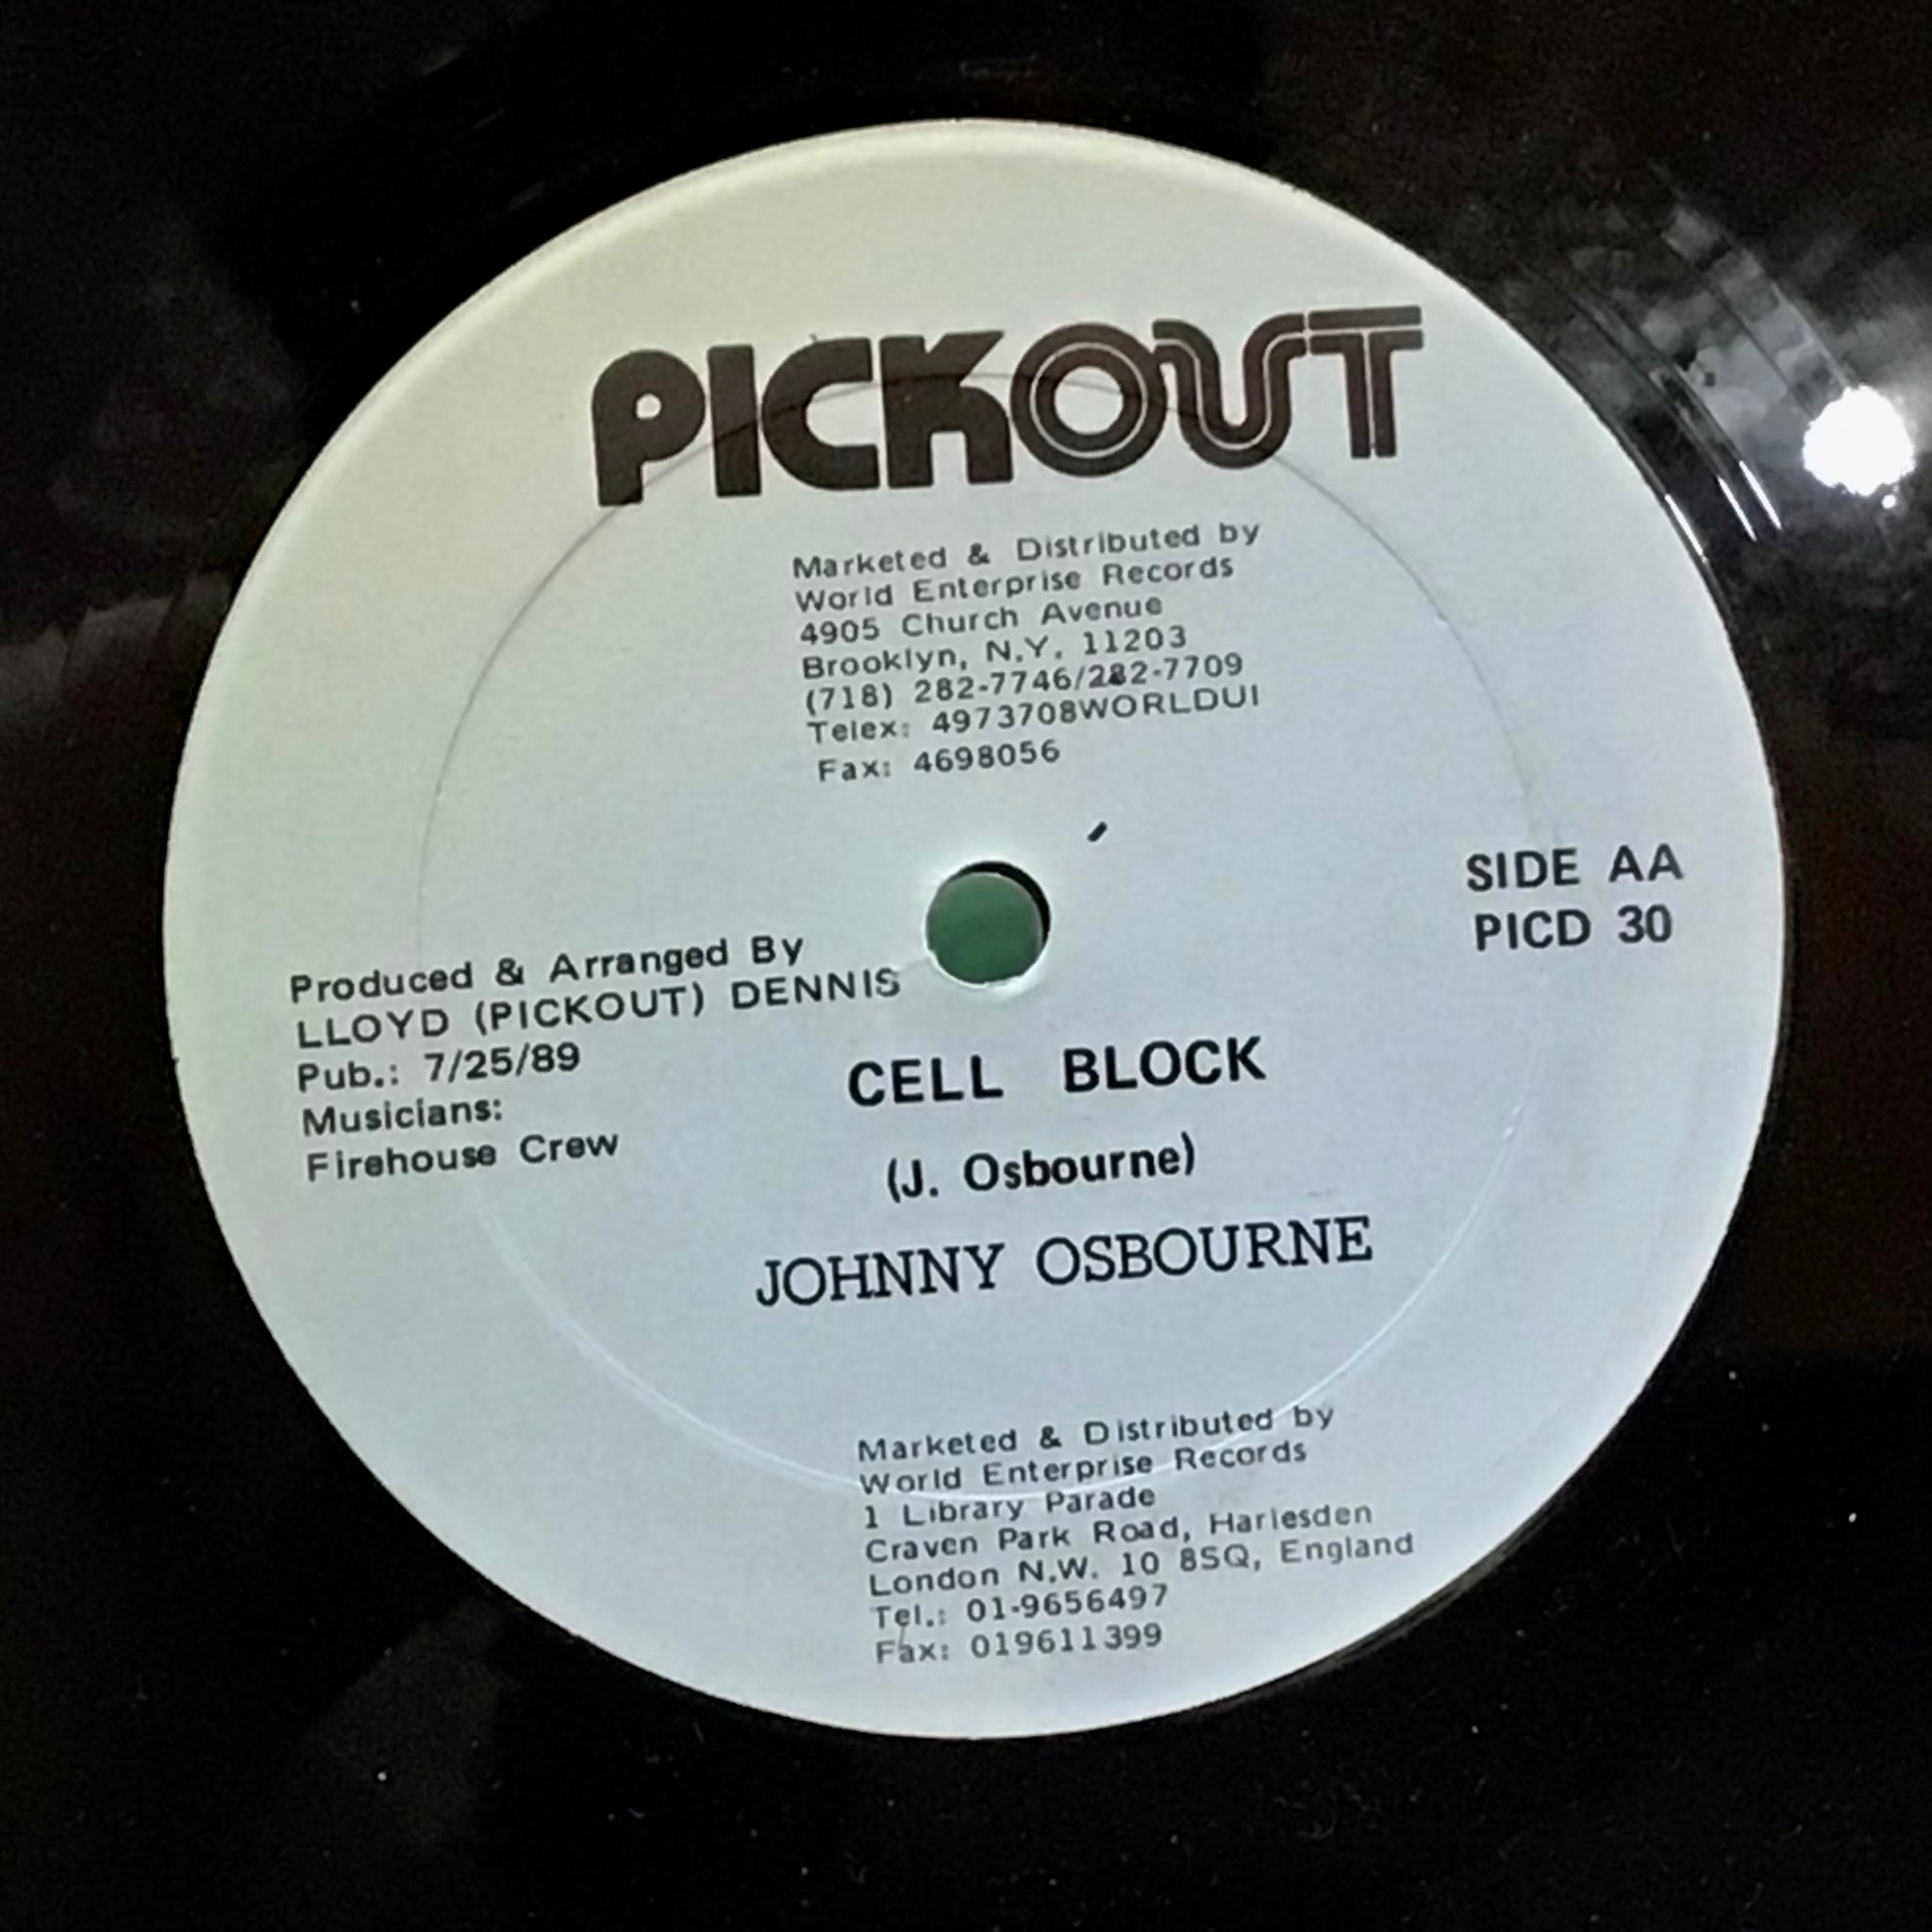 PICKOUT
Marketed & Distributed by
World Enterprise Records
4905 Church Avenue
Brooklyn, N.Y. 11203
(718) 282-7746/282-7709
Telex: 4973708WORLDUI
Fax: 4698056
SIDE AA
PICD 30
Produced & Arranged By
LLOYD (PICKOUT) DENNIS
Pub.: 7/25/89
Musicians:
Firehouse Crew
CELL BLOCK
(J. Osbourne)
JOHNNY OSBOURNE
Marketed & Distributed by
World Enterprise Records
1 Library Parade
Craven Park Road, Harlesden
London N.W. 10 8SQ, England
Tel.: 01-9656497
Fax: 019611399